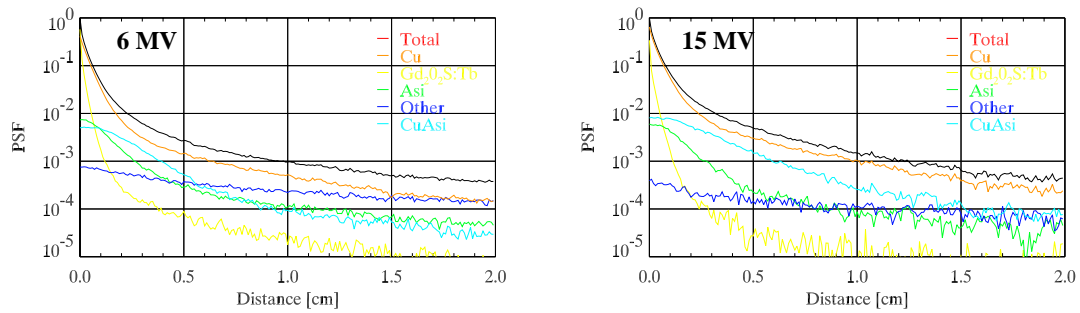 6 MV
PSF
10^0
10^-1
10^-2
10^-3
10^-4
10^-5
Total
Cu
Gd2O2S:Tb
Asi
Other
CuAsi
0.0 0.5 1.0 1.5 2.0
Distance [cm]
15 MV
PSF
10^0
10^-1
10^-2
10^-3
10^-4
10^-5
Total
Cu
Gd2O2S:Tb
Asi
Other
CuAsi
0.0 0.5 1.0 1.5 2.0
Distance [cm]